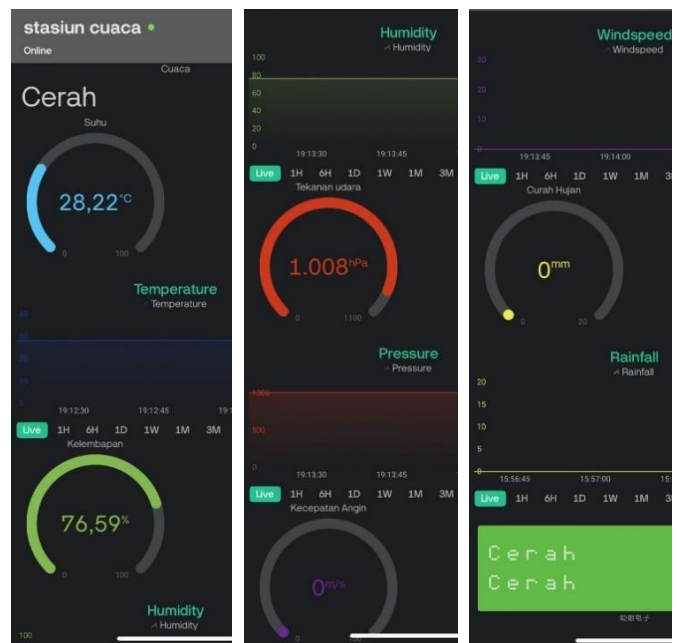 stasiun cuaca
Online
Cuaca
Cerah
Suhu
28,22°C
0 100
Temperature
Temperature
30
20
10
0
19:12:30 19:12:45
Live 1H 6H 1D 1W 1M 3M
Kelembapan
76,59%
0 100
Humidity
Humidity
100
Humidity
Humidity
100
80
60
40
20
0
19:13:30 19:13:45
Live 1H 6H 1D 1W 1M 3M
Tekanan udara
1.008hPa
0 1100
Pressure
Pressure
1000
500
0
19:13:30 19:13:45
Live 1H 6H 1D 1W 1M 3M
Kecepatan Angin
0m/s
Windspeed
Windspeed
30
20
10
0
19:13:45 19:14:00
Live 1H 6H 1D 1W 1M
Curah Hujan
0mm
0 20
Rainfall
Rainfall
20
15
10
5
0
15:56:45 15:57:00
Live 1H 6H 1D 1W 1M
Cerah
Cerah